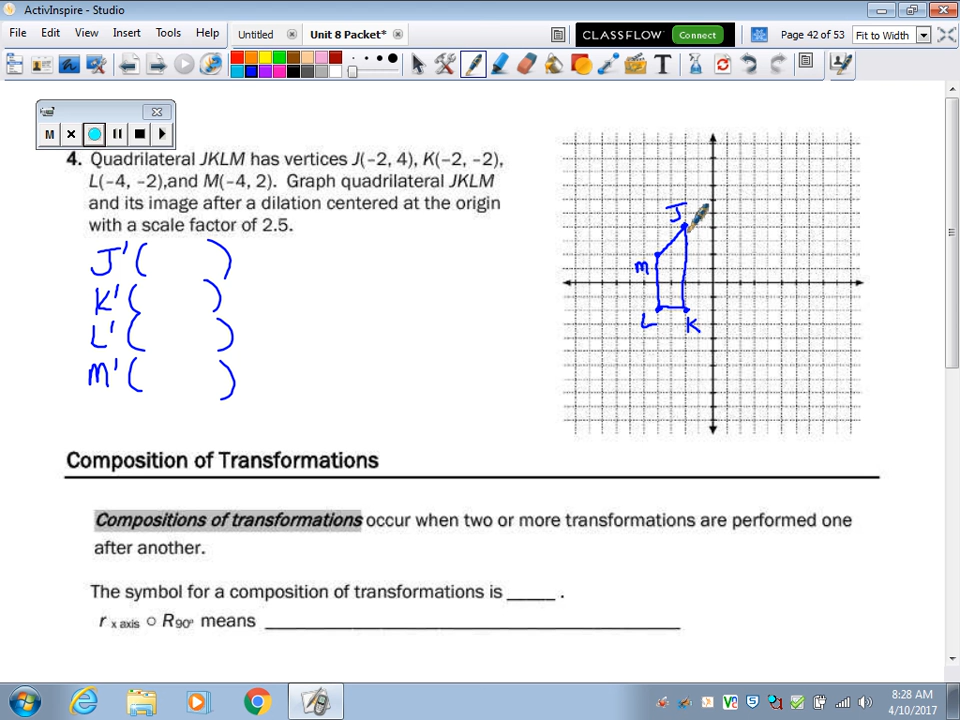 ActivInspire - Studio
File Edit View Insert Tools Help Untitled Unit 8 Packet* CLASSFLOW Connect Page 42 of 53 Fit to Width
M
4. Quadrilateral JKLM has vertices J(–2, 4), K(–2, –2),
L(–4, –2),and M(–4, 2). Graph quadrilateral JKLM
and its image after a dilation centered at the origin
with a scale factor of 2.5.
J'( )
K'( )
L'( )
M'( )
J
M
L K
Composition of Transformations
Compositions of transformations occur when two or more transformations are performed one
after another.
The symbol for a composition of transformations is _____ .
r x axis ○ R90° means ________________________________________
8:28 AM
4/10/2017